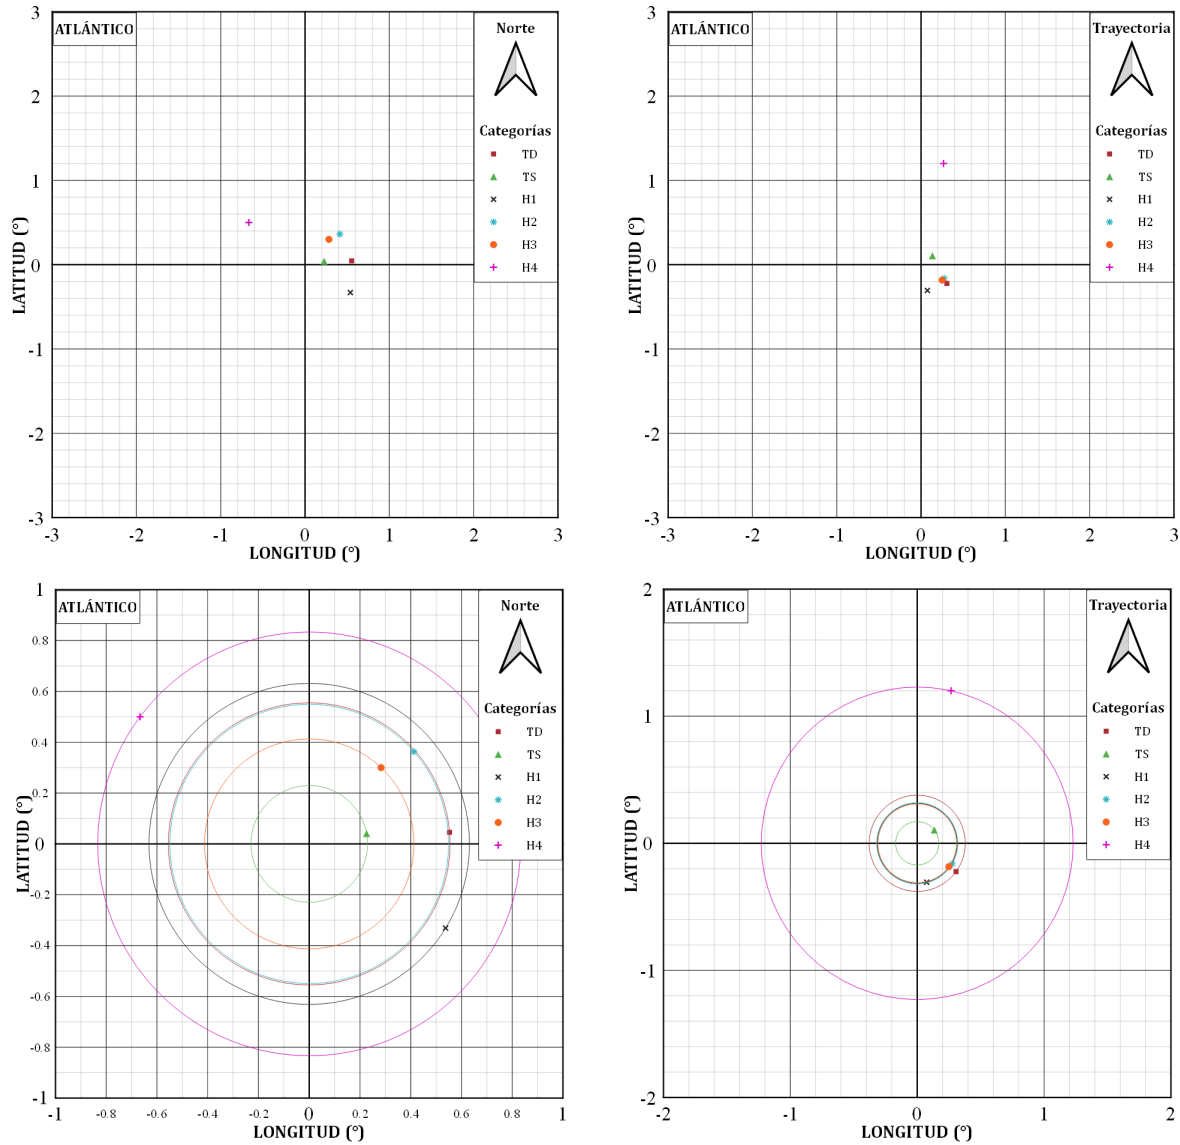 ATLÁNTICO
Norte
Categorías
TD
TS
H1
H2
H3
H4
3
2
1
0
-1
-2
-3
LATITUD (°)
-3
-2
-1
0
1
2
3
LONGITUD (°)
ATLÁNTICO
Trayectoria
Categorías
TD
TS
H1
H2
H3
H4
3
2
1
0
-1
-2
-3
LATITUD (°)
-3
-2
-1
0
1
2
3
LONGITUD (°)
ATLÁNTICO
Norte
Categorías
TD
TS
H1
H2
H3
H4
1
0.8
0.6
0.4
0.2
0
-0.2
-0.4
-0.6
-0.8
-1
LATITUD (°)
-1
-0.8
-0.6
-0.4
-0.2
0
0.2
0.4
0.6
0.8
1
LONGITUD (°)
ATLÁNTICO
Trayectoria
Categorías
TD
TS
H1
H2
H3
H4
2
1
0
-1
-2
LATITUD (°)
-2
-1
0
1
2
LONGITUD (°)